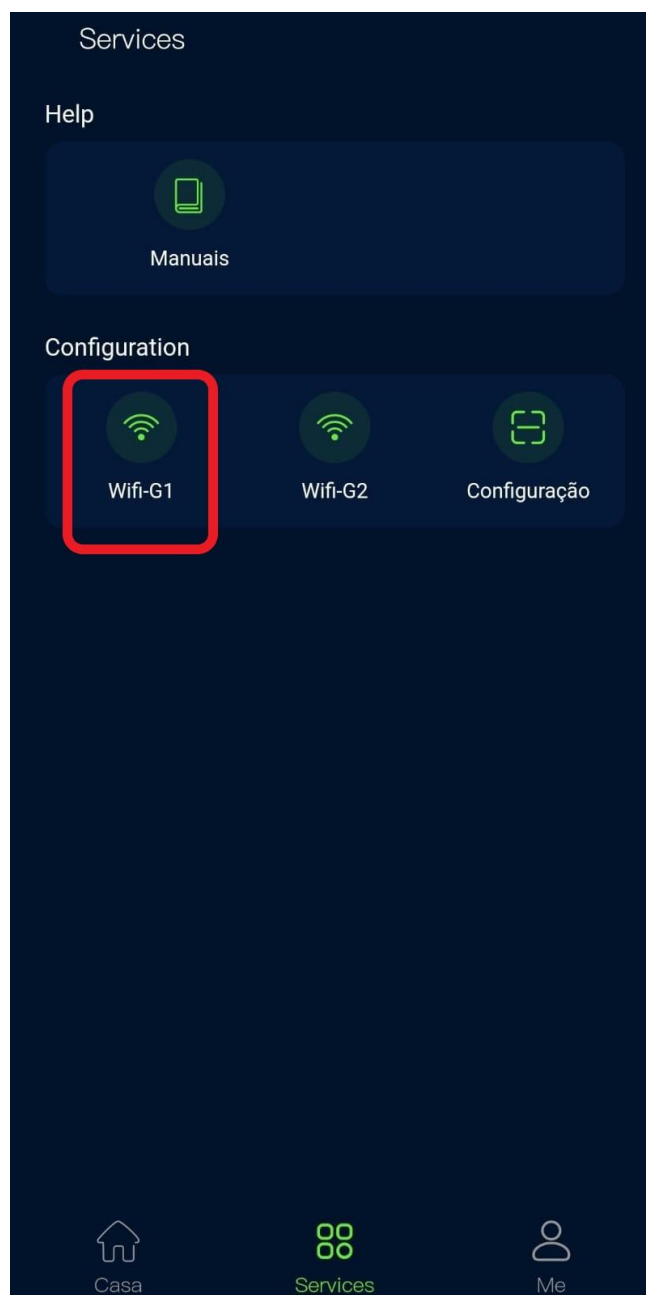 Services
Help
Manuais
Configuration
Wifi-G1 Wifi-G2 Configuração
Casa Services Me